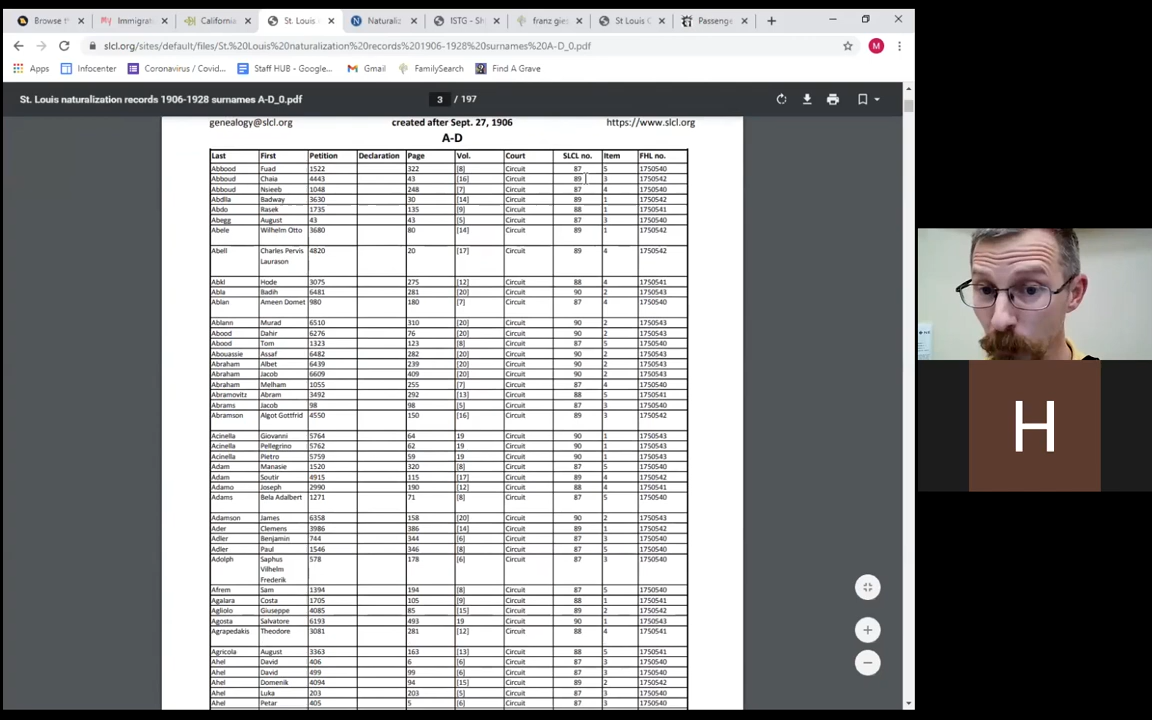 Browse t
Immigrat
California
St. Louis
Naturaliz
ISTG - Sh
franz gie
St Louis C
Passenge
slcl.org/sites/default/files/St.%20Louis%20naturalization%20records%201906-1928%20surnames%20A-D_0.pdf
M
Apps
Infocenter
Coronavirus / Covid...
Staff HUB - Google...
Gmail
FamilySearch
Find A Grave
St. Louis naturalization records 1906-1928 surnames A-D_0.pdf
3 / 197
genealogy@slcl.org created after Sept. 27, 1906 https://www.slcl.org
A-D
Last First Petition Declaration Page Vol. Court SLCL no. Item FHL no.
Abbood Fuad 1522 322 [8] Circuit 87 5 1750540
Abboud Chaia 4443 43 [16] Circuit 89 3 1750542
Abboud Nsieeb 1048 248 [7] Circuit 87 4 1750540
Abdlla Badway 3630 30 [14] Circuit 89 1 1750542
Abdo Rasek 1735 135 [9] Circuit 88 1 1750541
Abegg August 43 43 [5] Circuit 87 3 1750540
Abele Wilhelm Otto 3680 80 [14] Circuit 89 1 1750542
Abell Charles Pervis 4820 20 [17] Circuit 89 4 1750542
Laurason
Abkl Hode 3075 275 [12] Circuit 88 4 1750541
Abla Badih 6481 281 [20] Circuit 90 2 1750543
Ablan Ameen Domet 980 180 [7] Circuit 87 4 1750540
Ablann Murad 6510 310 [20] Circuit 90 2 1750543
Abood Dahir 6276 76 [20] Circuit 90 2 1750543
Abood Tom 1323 123 [8] Circuit 87 5 1750540
Abouassie Assaf 6482 282 [20] Circuit 90 2 1750543
Abraham Albet 6439 239 [20] Circuit 90 2 1750543
Abraham Jacob 6609 409 [20] Circuit 90 2 1750543
Abraham Melham 1055 255 [7] Circuit 87 4 1750540
Abramovitz Abram 3492 292 [13] Circuit 88 5 1750541
Abrams Jacob 98 98 [5] Circuit 87 3 1750540
Abramson Algot Gottfrid 4550 150 [16] Circuit 89 3 1750542
Acinella Giovanni 5764 64 19 Circuit 90 1 1750543
Acinella Pellegrino 5762 62 19 Circuit 90 1 1750543
Acinella Pietro 5759 59 19 Circuit 90 1 1750543
Adam Manasie 1520 320 [8] Circuit 87 5 1750540
Adam Soutir 4915 115 [17] Circuit 89 4 1750542
Adamo Joseph 2990 190 [12] Circuit 88 4 1750541
Adams Bela Adalbert 1271 71 [8] Circuit 87 5 1750540
Adamson James 6358 158 [20] Circuit 90 2 1750543
Ader Clemens 3986 386 [14] Circuit 89 1 1750542
Adler Benjamin 744 344 [6] Circuit 87 3 1750540
Adler Paul 1546 346 [8] Circuit 87 5 1750540
Adolph Saphus 578 178 [6] Circuit 87 3 1750540
Vilhelm
Frederik
Afrem Sam 1394 194 [8] Circuit 87 5 1750540
Agalara Costa 1705 105 [9] Circuit 88 1 1750541
Agliolo Giuseppe 4085 85 [15] Circuit 89 2 1750542
Agosta Salvatore 6193 493 19 Circuit 90 1 1750543
Agrapedakis Theodore 3081 281 [12] Circuit 88 4 1750541
Agricola August 3363 163 [13] Circuit 88 5 1750541
Ahel David 406 6 [6] Circuit 87 3 1750540
Ahel David 499 99 [6] Circuit 87 3 1750540
Ahel Domenik 4094 94 [15] Circuit 89 2 1750542
Ahel Luka 203 203 [5] Circuit 87 3 1750540
Ahel Petar 405 5 [6] Circuit 87 3 1750540
H